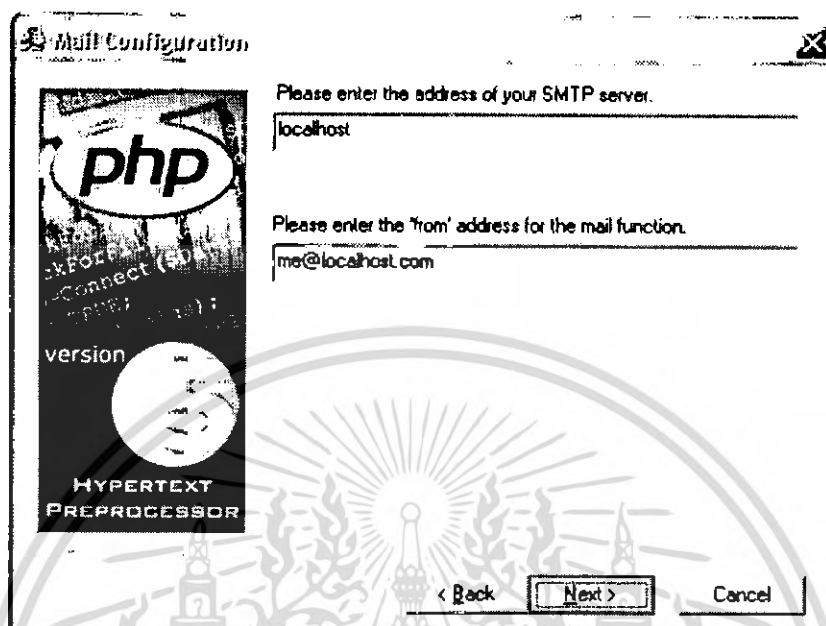 Mail Configuration
Please enter the address of your SMTP server.
localhost
php
Please enter the 'from' address for the mail function.
me@localhost.com
-Connect
version
HYPERTEXT
PREPROCESSOR
< Back
Next >
Cancel